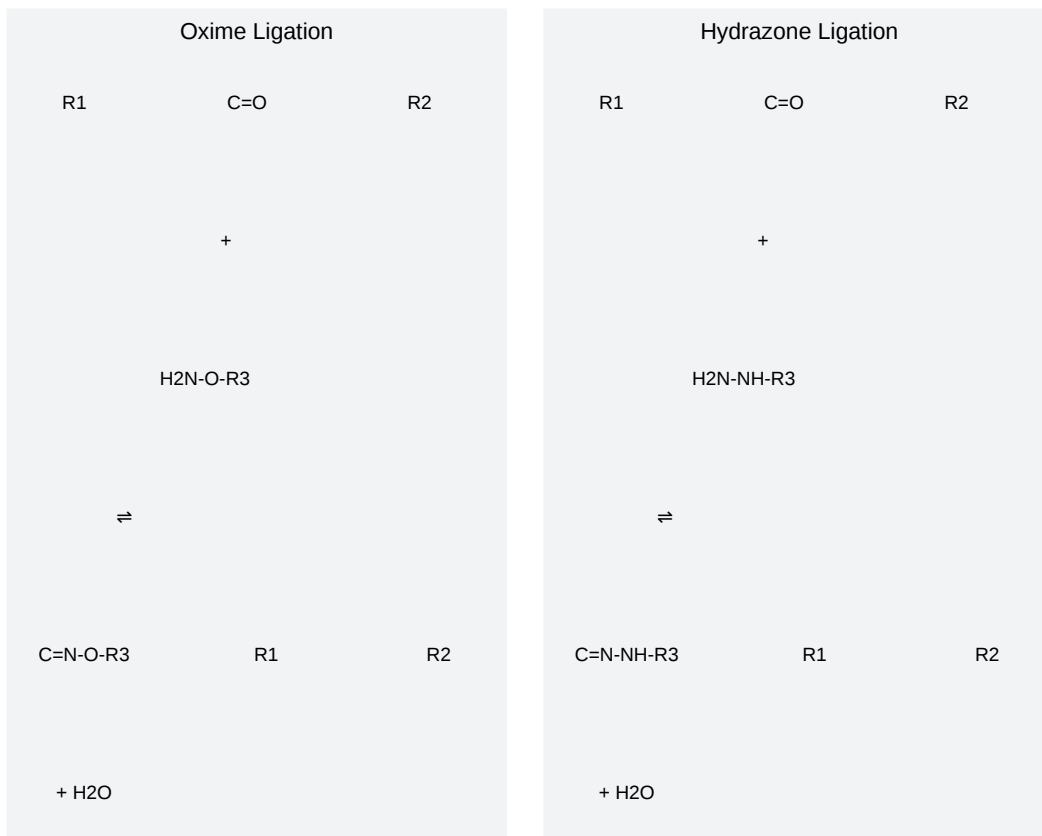 Oxime Ligation
R1 C=O R2
+
H2N-O-R3
⇌
C=N-O-R3 R1 R2
+ H2O
Hydrazone Ligation
R1 C=O R2
+
H2N-NH-R3
⇌
C=N-NH-R3 R1 R2
+ H2O